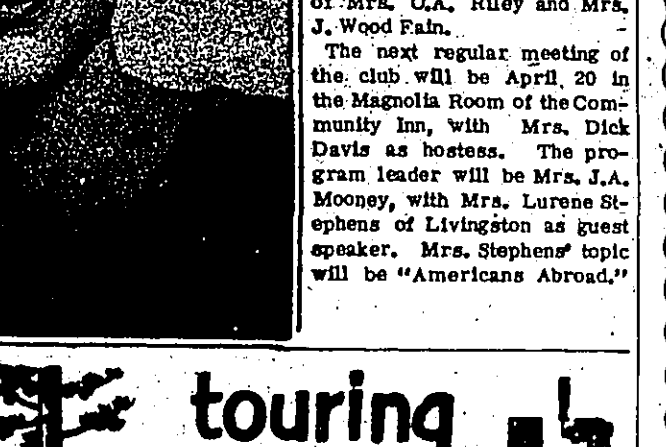 of Mrs. O.A. Riley and Mrs.
J. Wood Fain.
The next regular meeting of
the club will be April 20 in
the Magnolia Room of the Com-
munity Inn, with Mrs. Dick
Davis as hostess. The pro-
gram leader will be Mrs. J.A.
Mooney, with Mrs. Lurene St-
ephens of Livingston as guest
speaker. Mrs. Stephens' topic
will be "Americans Abroad."
touring